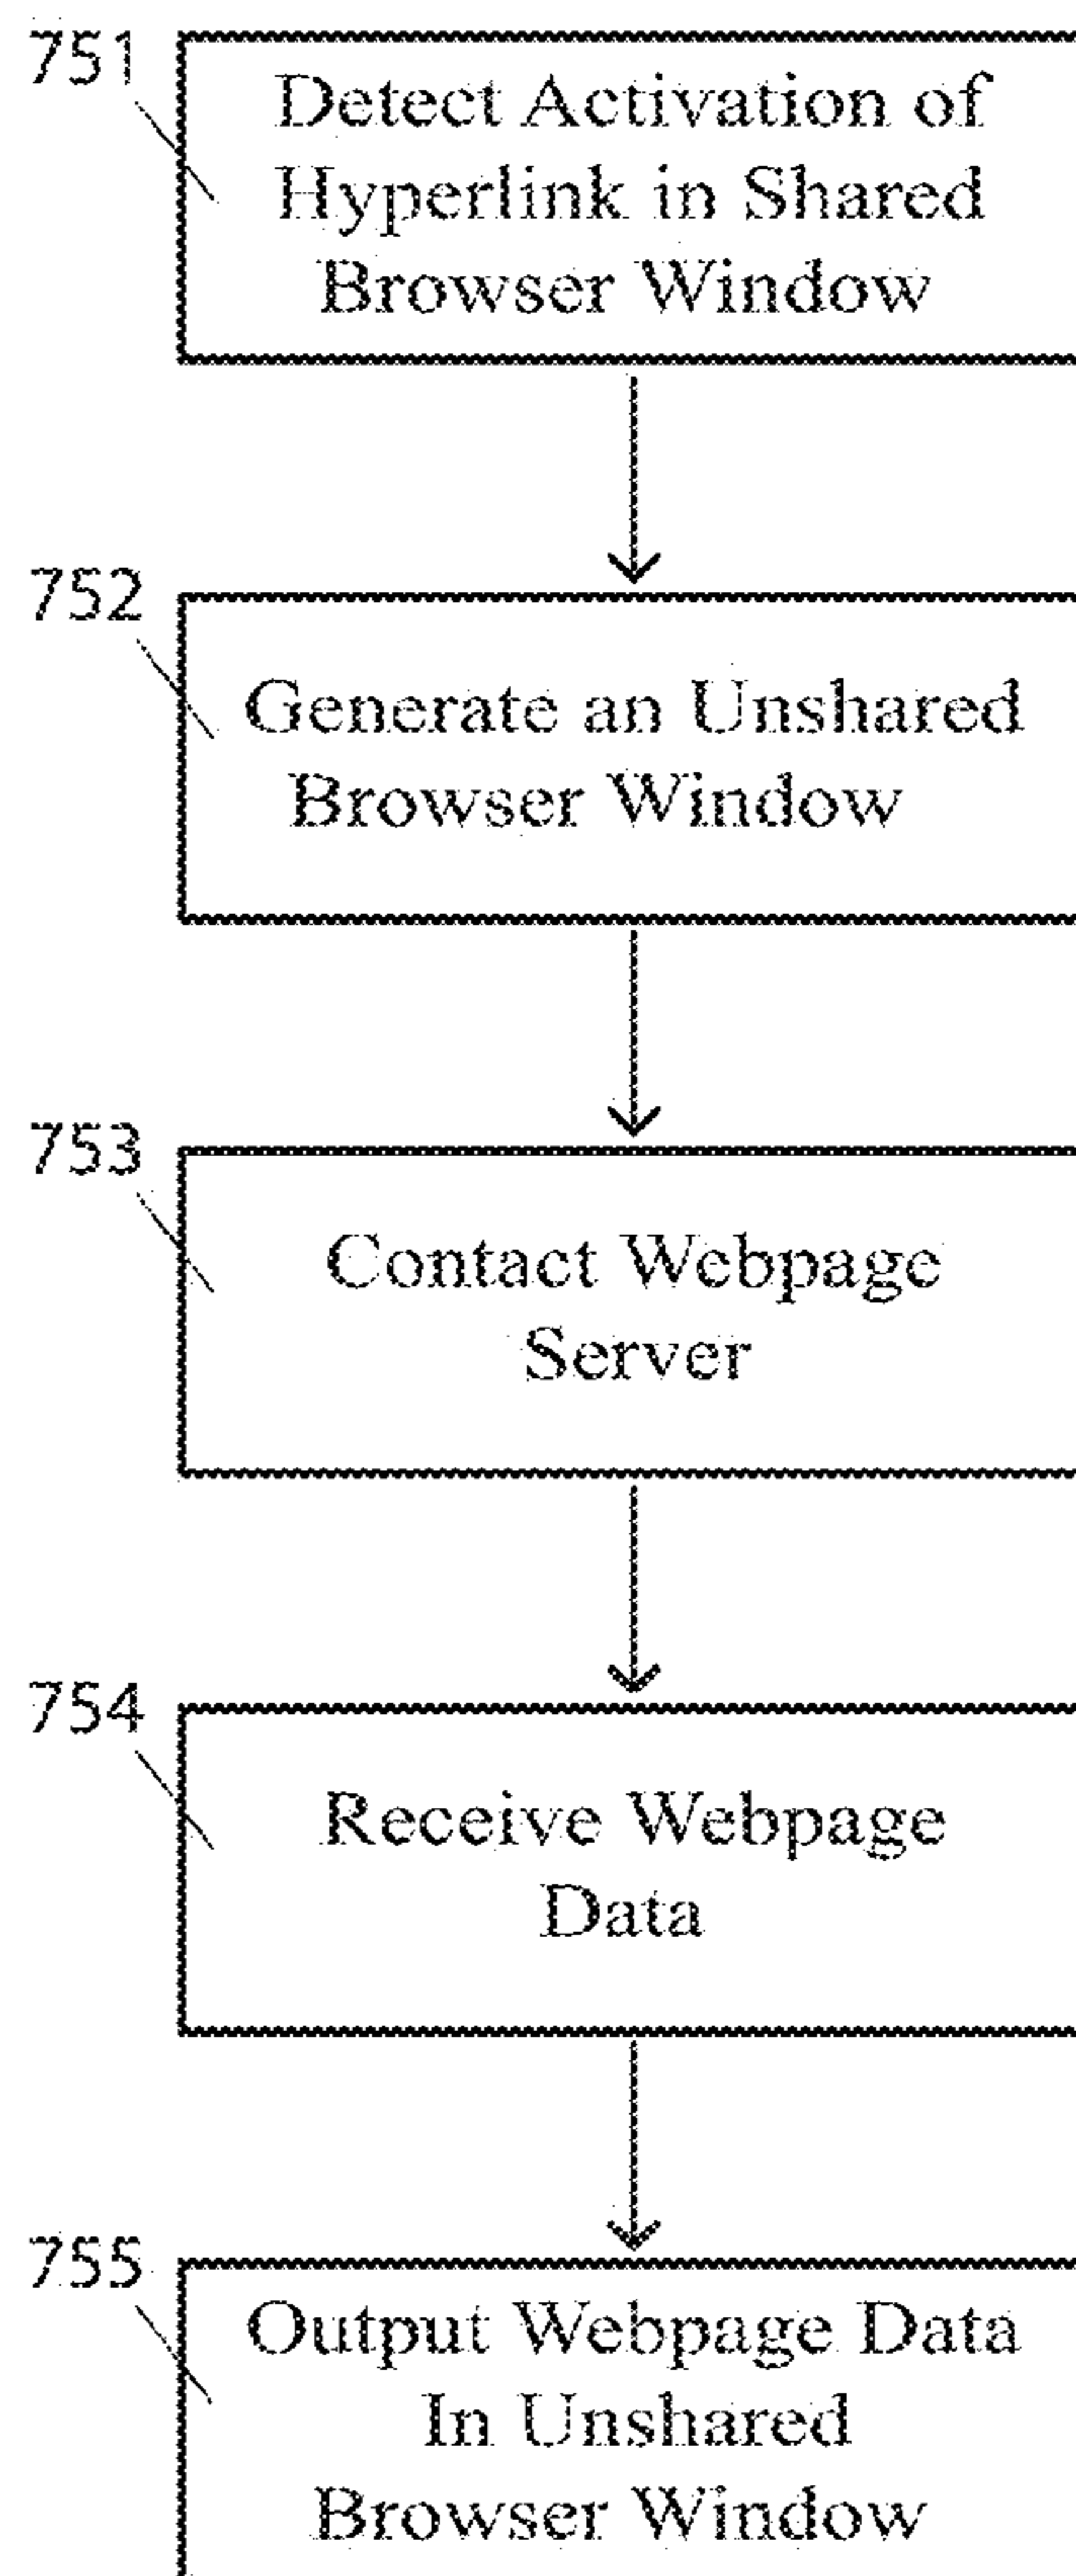 751
Detect Activation of
Hyperlink in Shared
Browser Window
752
Generate an Unshared
Browser Window
753
Contact Webpage
Server
754
Receive Webpage
Data
755
Output Webpage Data
In Unshared
Browser Window